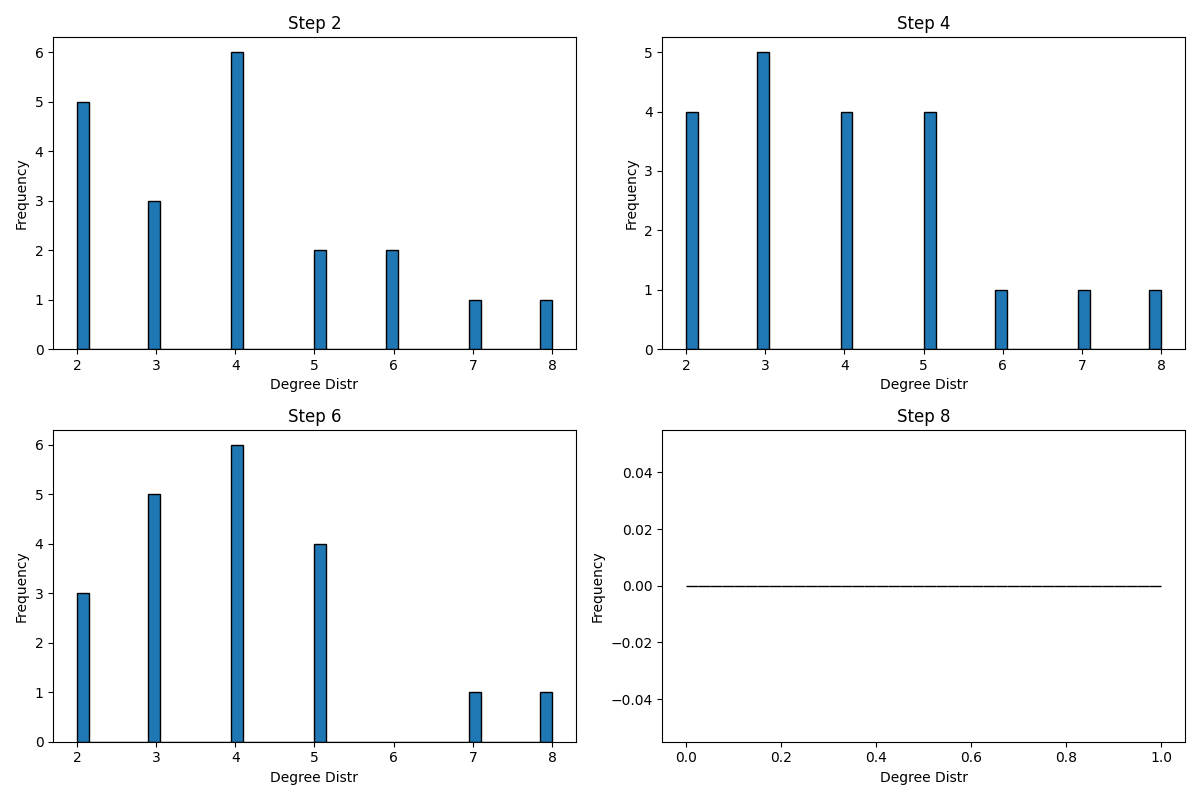 Step 2
6
5
4
3
2
1
0
Frequency
2 3 4 5 6 7 8
Degree Distr
Step 4
5
4
3
2
1
0
Frequency
2 3 4 5 6 7 8
Degree Distr
Step 6
6
5
4
3
2
1
0
Frequency
2 3 4 5 6 7 8
Degree Distr
Step 8
0.04
0.02
0.00
−0.02
−0.04
Frequency
0.0 0.2 0.4 0.6 0.8 1.0
Degree Distr